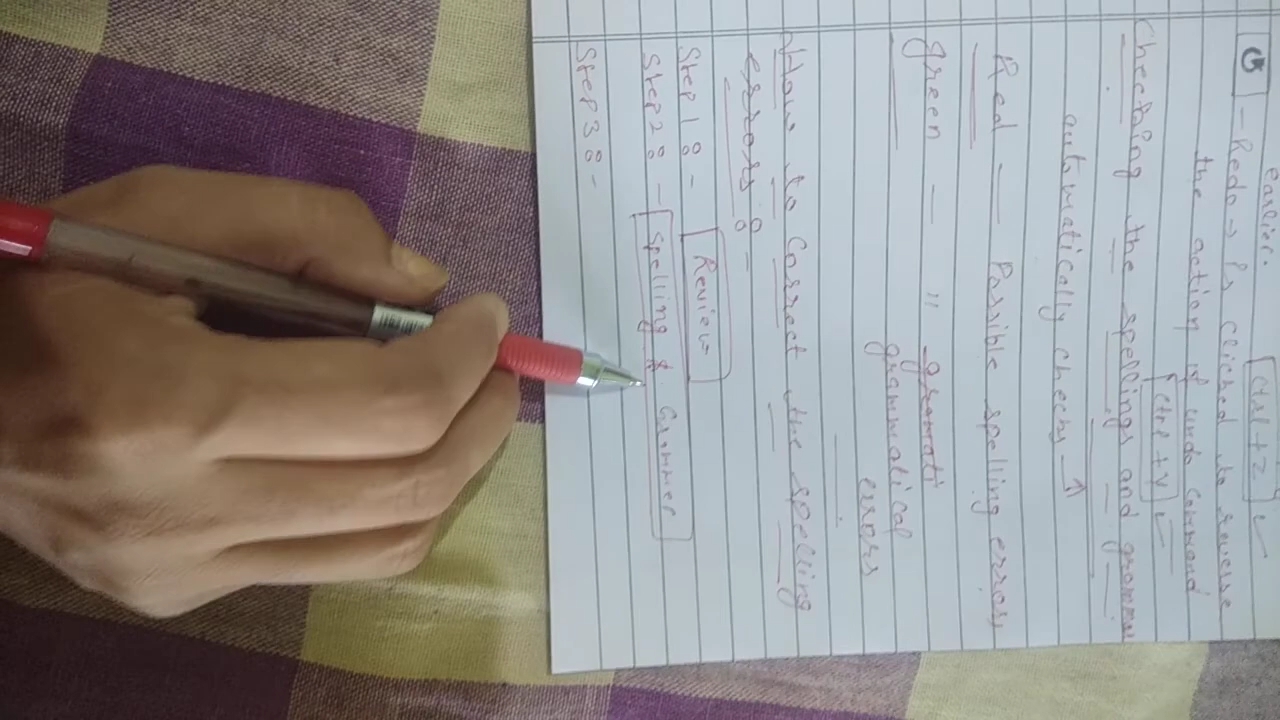 earlier.
Ctrl + Z
- Redo → Is clicked to reverse
the action of undo command
Ctrl + Y
Checking the spellings and grammar
automatically checks →
Red — Possible spelling errors
green — " gramati
grammatical
errors
How to Correct the spelling
errors :-
Step 1 :- Review
Step 2 :- Spelling & Grammer
Step 3 :-